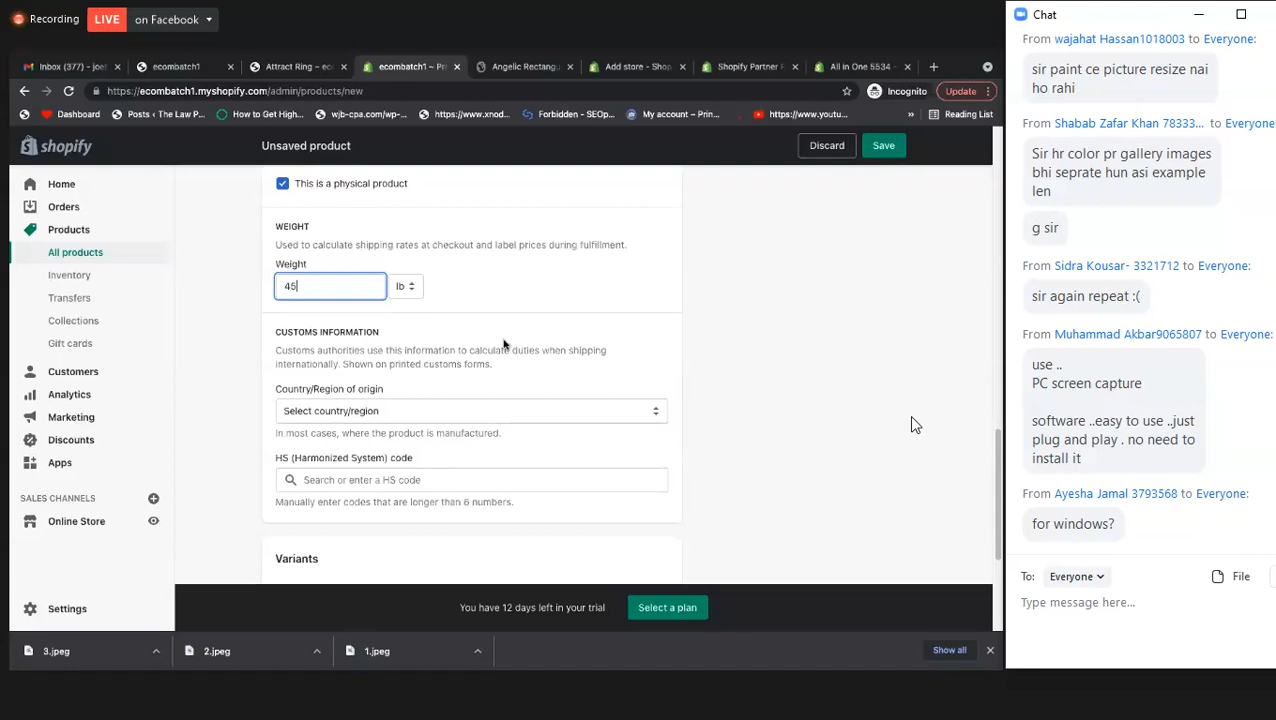 Recording
LIVE on Facebook
Inbox (377) - joe
ecombatch1
Attract Ring – ecomb
ecombatch1 ~ Pr
Angelic Rectangu
Add store - Shop
Shopify Partner F
All in One 5534 -
https://ecombatch1.myshopify.com/admin/products/new
Incognito
Update
Dashboard
Posts ‹ The Law P...
How to Get High...
wjb-cpa.com/wp-...
https://www.xnod...
Forbidden - SEOp...
My account – Prin...
https://www.youtu...
»
Reading List
shopify
Unsaved product
Discard
Save
Home
Orders
Products
All products
Inventory
Transfers
Collections
Gift cards
Customers
Analytics
Marketing
Discounts
Apps
SALES CHANNELS
Online Store
Settings
This is a physical product
WEIGHT
Used to calculate shipping rates at checkout and label prices during fulfillment.
Weight
45
lb
CUSTOMS INFORMATION
Customs authorities use this information to calculate duties when shipping
internationally. Shown on printed customs forms.
Country/Region of origin
Select country/region
In most cases, where the product is manufactured.
HS (Harmonized System) code
Search or enter a HS code
Manually enter codes that are longer than 6 numbers.
Variants
You have 12 days left in your trial
Select a plan
3.jpeg
2.jpeg
1.jpeg
Show all
Chat
From wajahat Hassan1018003 to Everyone:
sir paint ce picture resize nai
ho rahi
From Shabab Zafar Khan 78333... to Everyone
Sir hr color pr gallery images
bhi seprate hun asi example
len
g sir
From Sidra Kousar- 3321712 to Everyone:
sir again repeat :(
From Muhammad Akbar9065807 to Everyone:
use ..
PC screen capture
software ..easy to use ..just
plug and play . no need to
install it
From Ayesha Jamal 3793568 to Everyone:
for windows?
To: Everyone
File
Type message here...